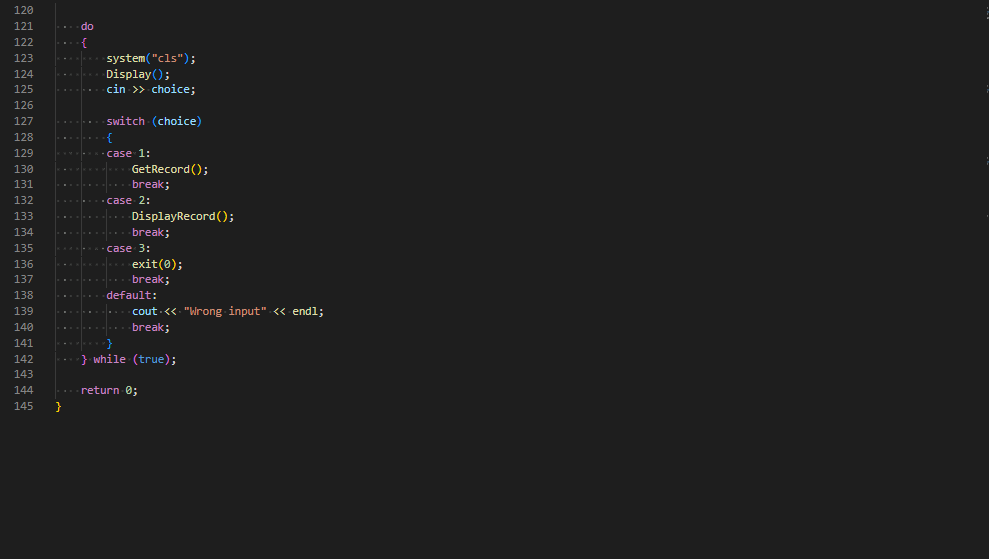 120
121 do
122 {
123 system("cls");
124 Display();
125 cin >> choice;
126
127 switch (choice)
128 {
129 case 1:
130 GetRecord();
131 break;
132 case 2:
133 DisplayRecord();
134 break;
135 case 3:
136 exit(0);
137 break;
138 default:
139 cout << "Wrong input" << endl;
140 break;
141 }
142 } while (true);
143
144 return 0;
145 }